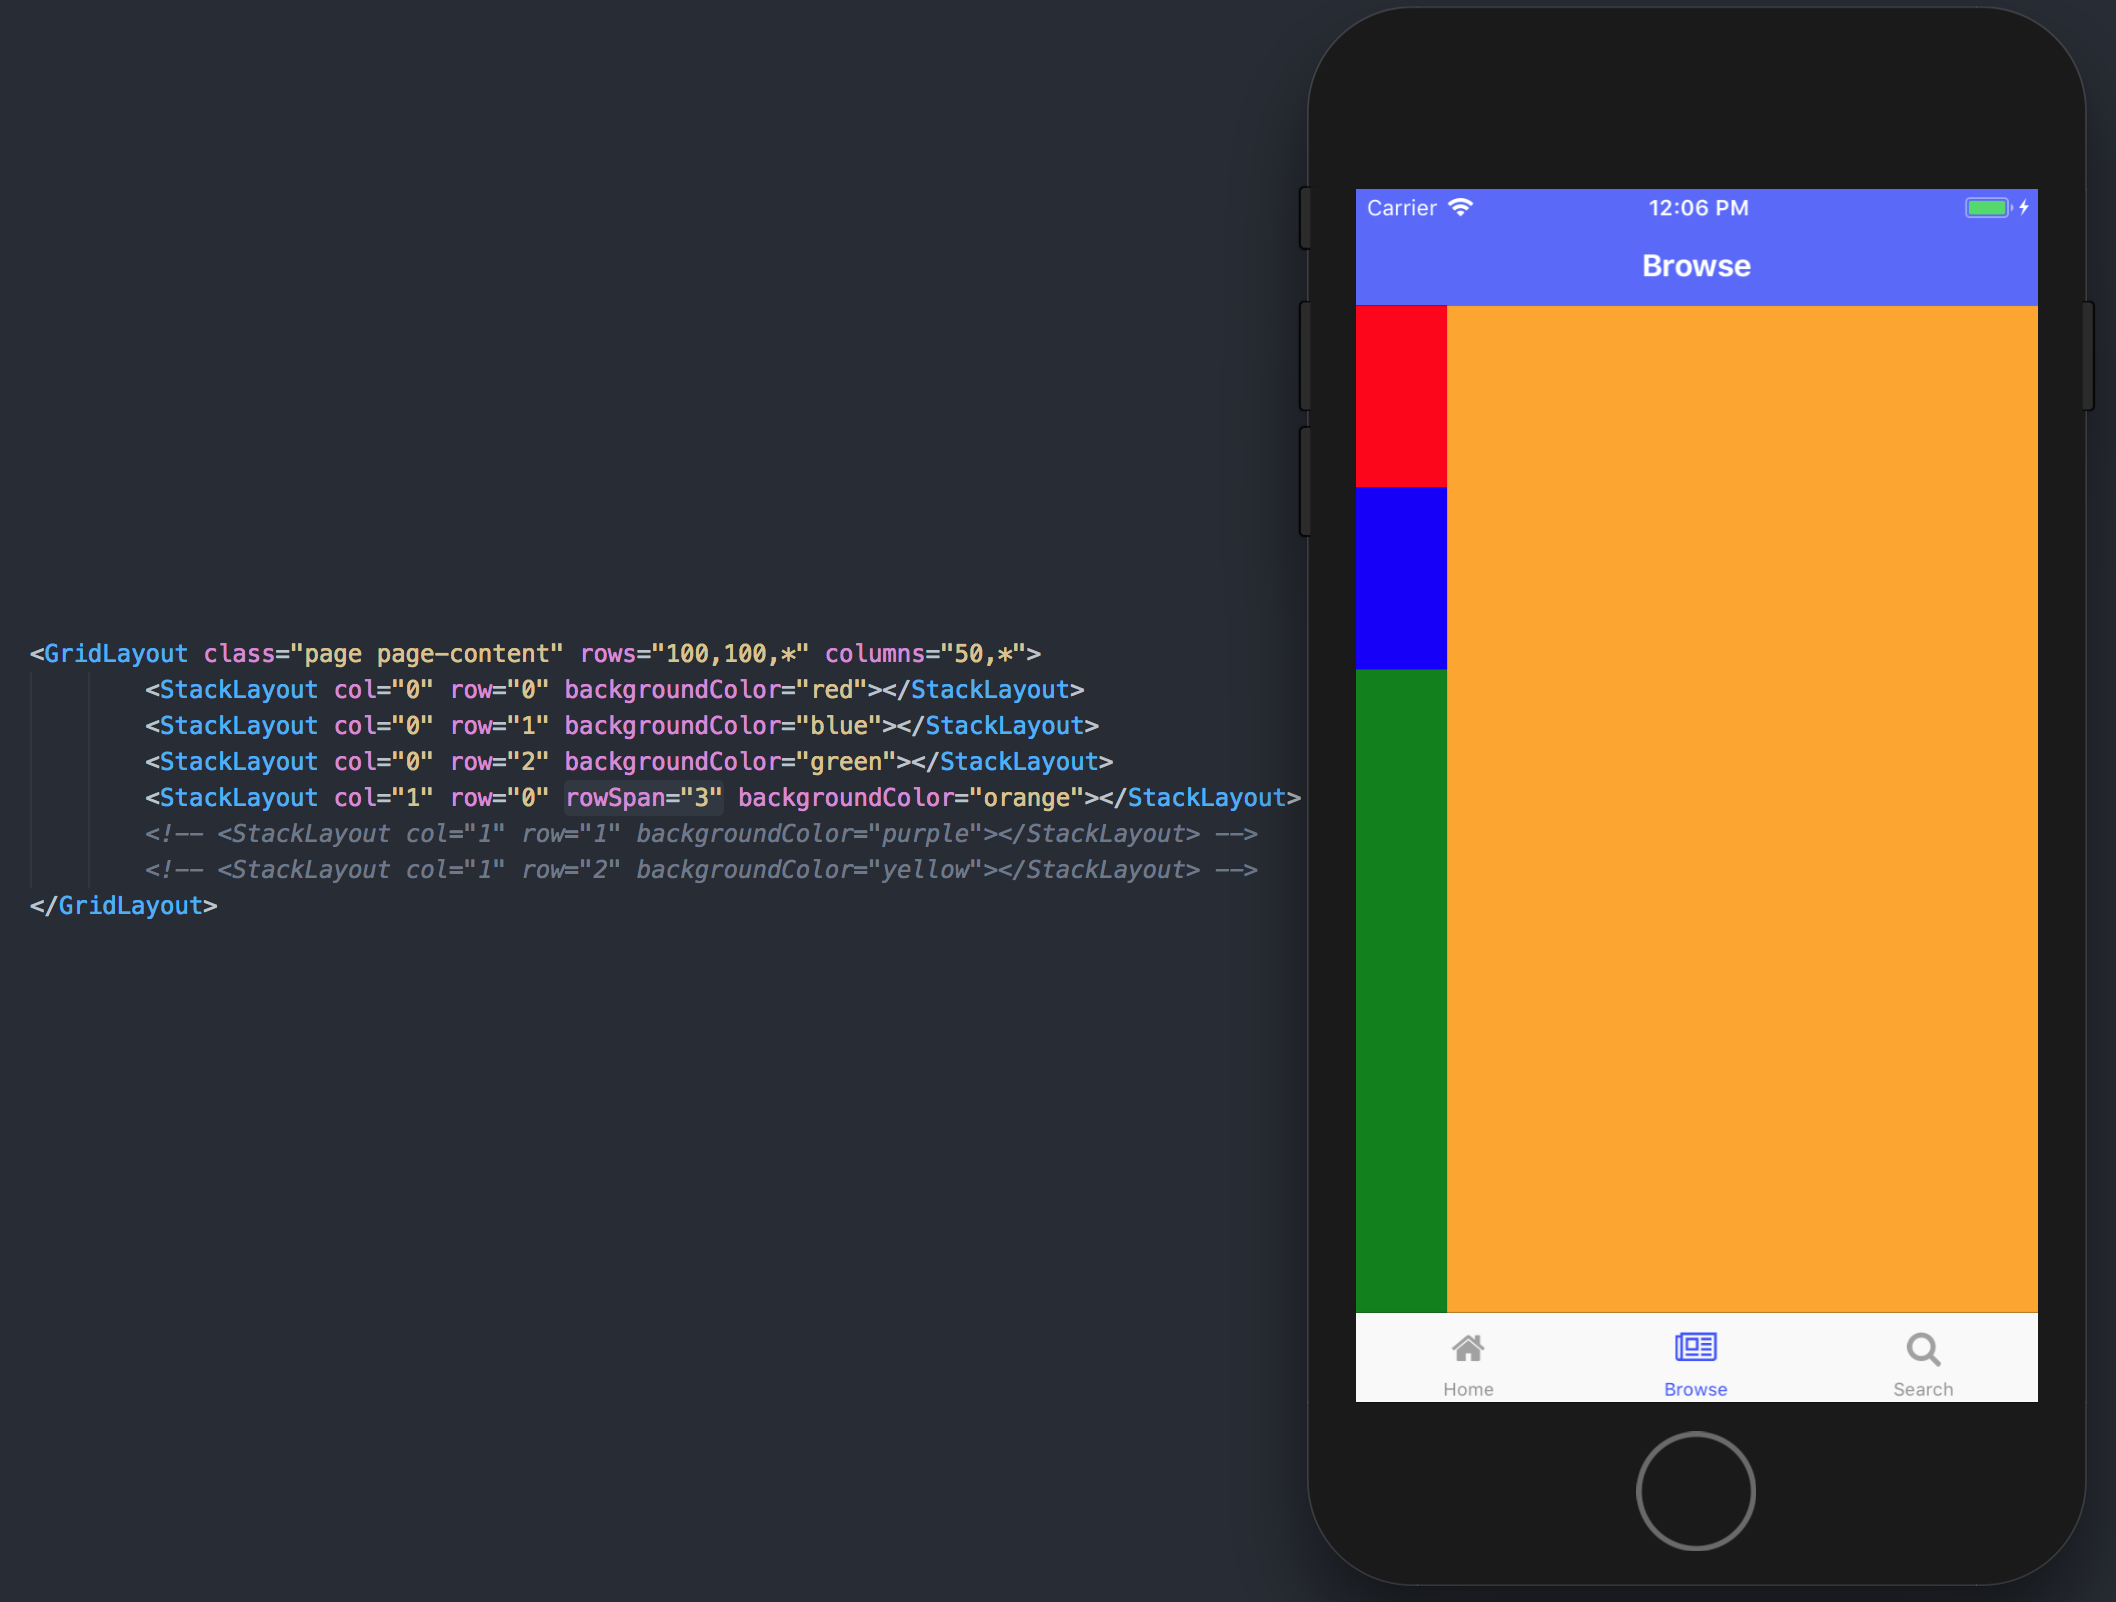 <GridLayout class="page page-content" rows="100,100,*" columns="50,*">
<StackLayout col="0" row="0" backgroundColor="red"></StackLayout>
<StackLayout col="0" row="1" backgroundColor="blue"></StackLayout>
<StackLayout col="0" row="2" backgroundColor="green"></StackLayout>
<StackLayout col="1" row="0" rowSpan="3" backgroundColor="orange"></StackLayout>
<!-- <StackLayout col="1" row="1" backgroundColor="purple"></StackLayout> -->
<!-- <StackLayout col="1" row="2" backgroundColor="yellow"></StackLayout> -->
</GridLayout>
Carrier 12:06 PM
Browse
Home Browse Search